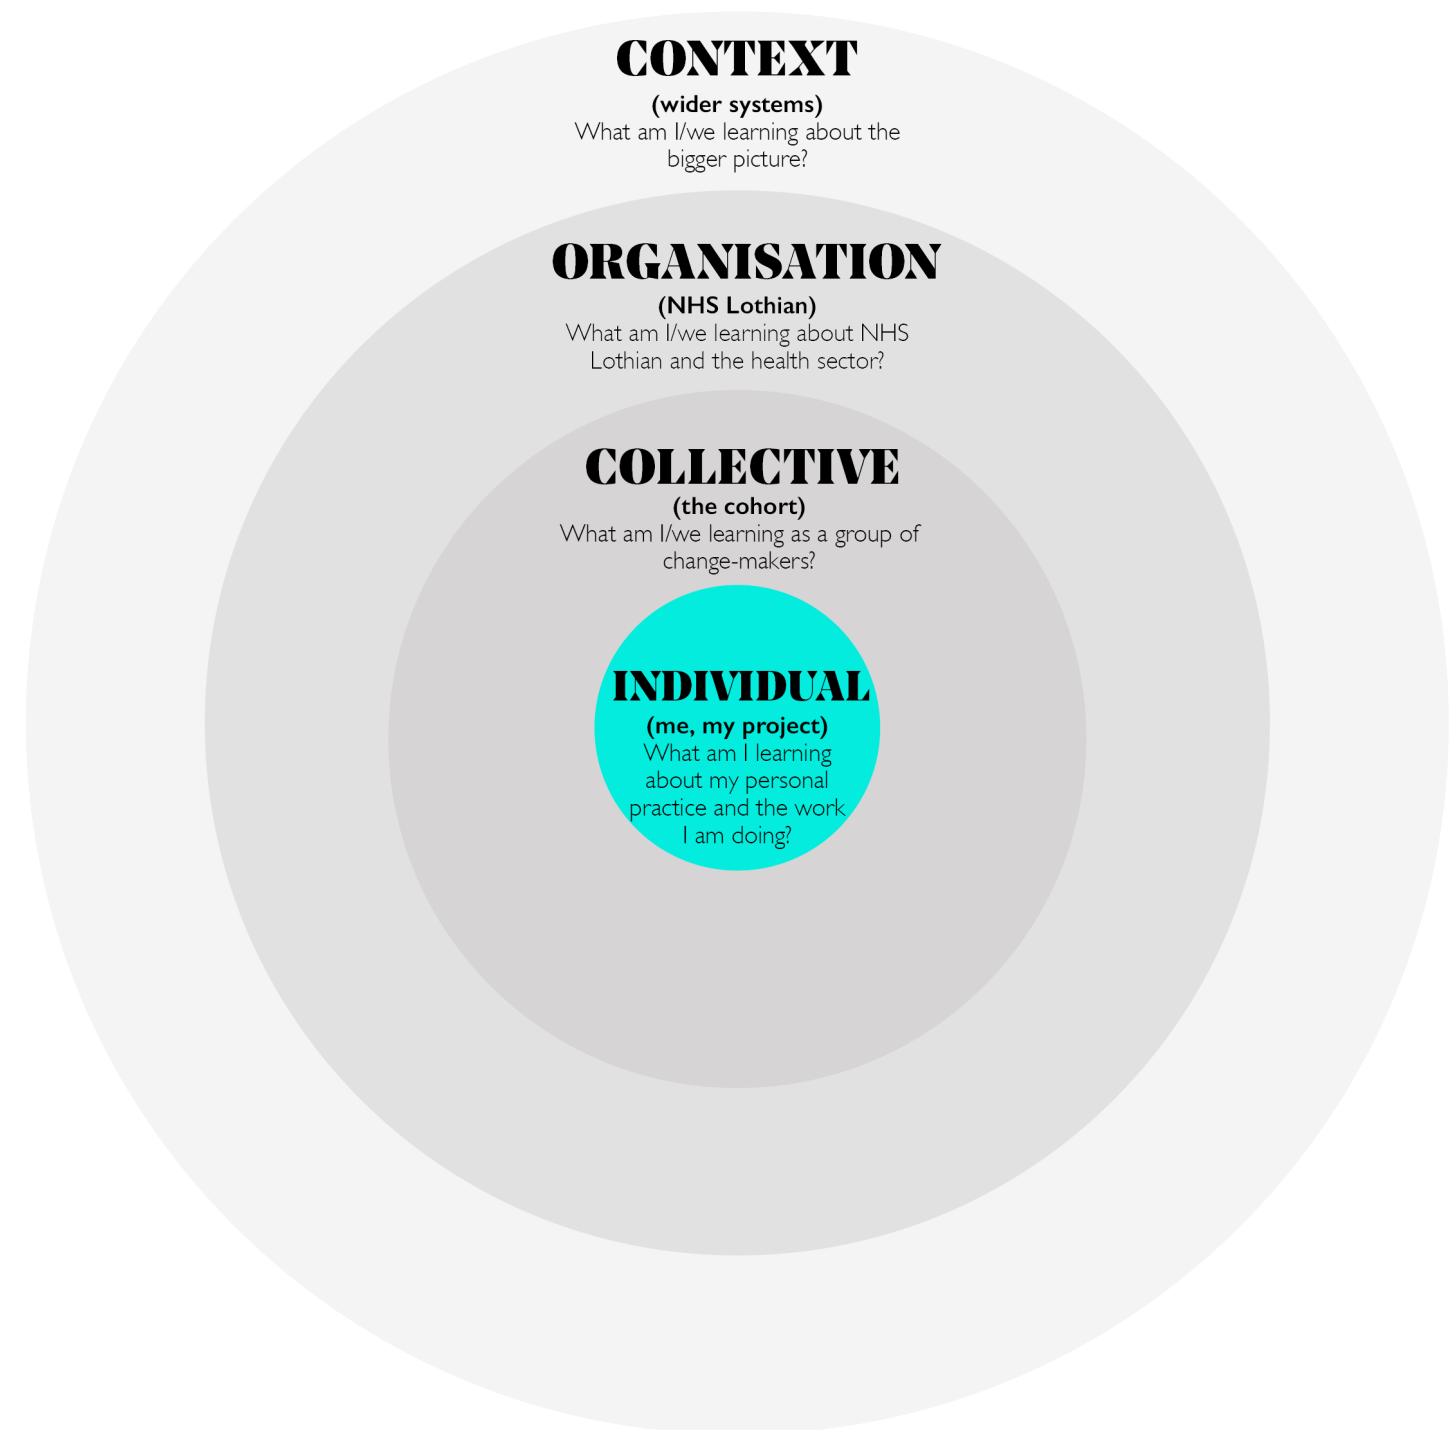 CONTEXT
(wider systems)
What am I/we learning about the
bigger picture?
ORGANISATION
(NHS Lothian)
What am I/we learning about NHS
Lothian and the health sector?
COLLECTIVE
(the cohort)
What am I/we learning as a group of
change-makers?
INDIVIDUAL
(me, my project)
What am I learning
about my personal
practice and the work
I am doing?